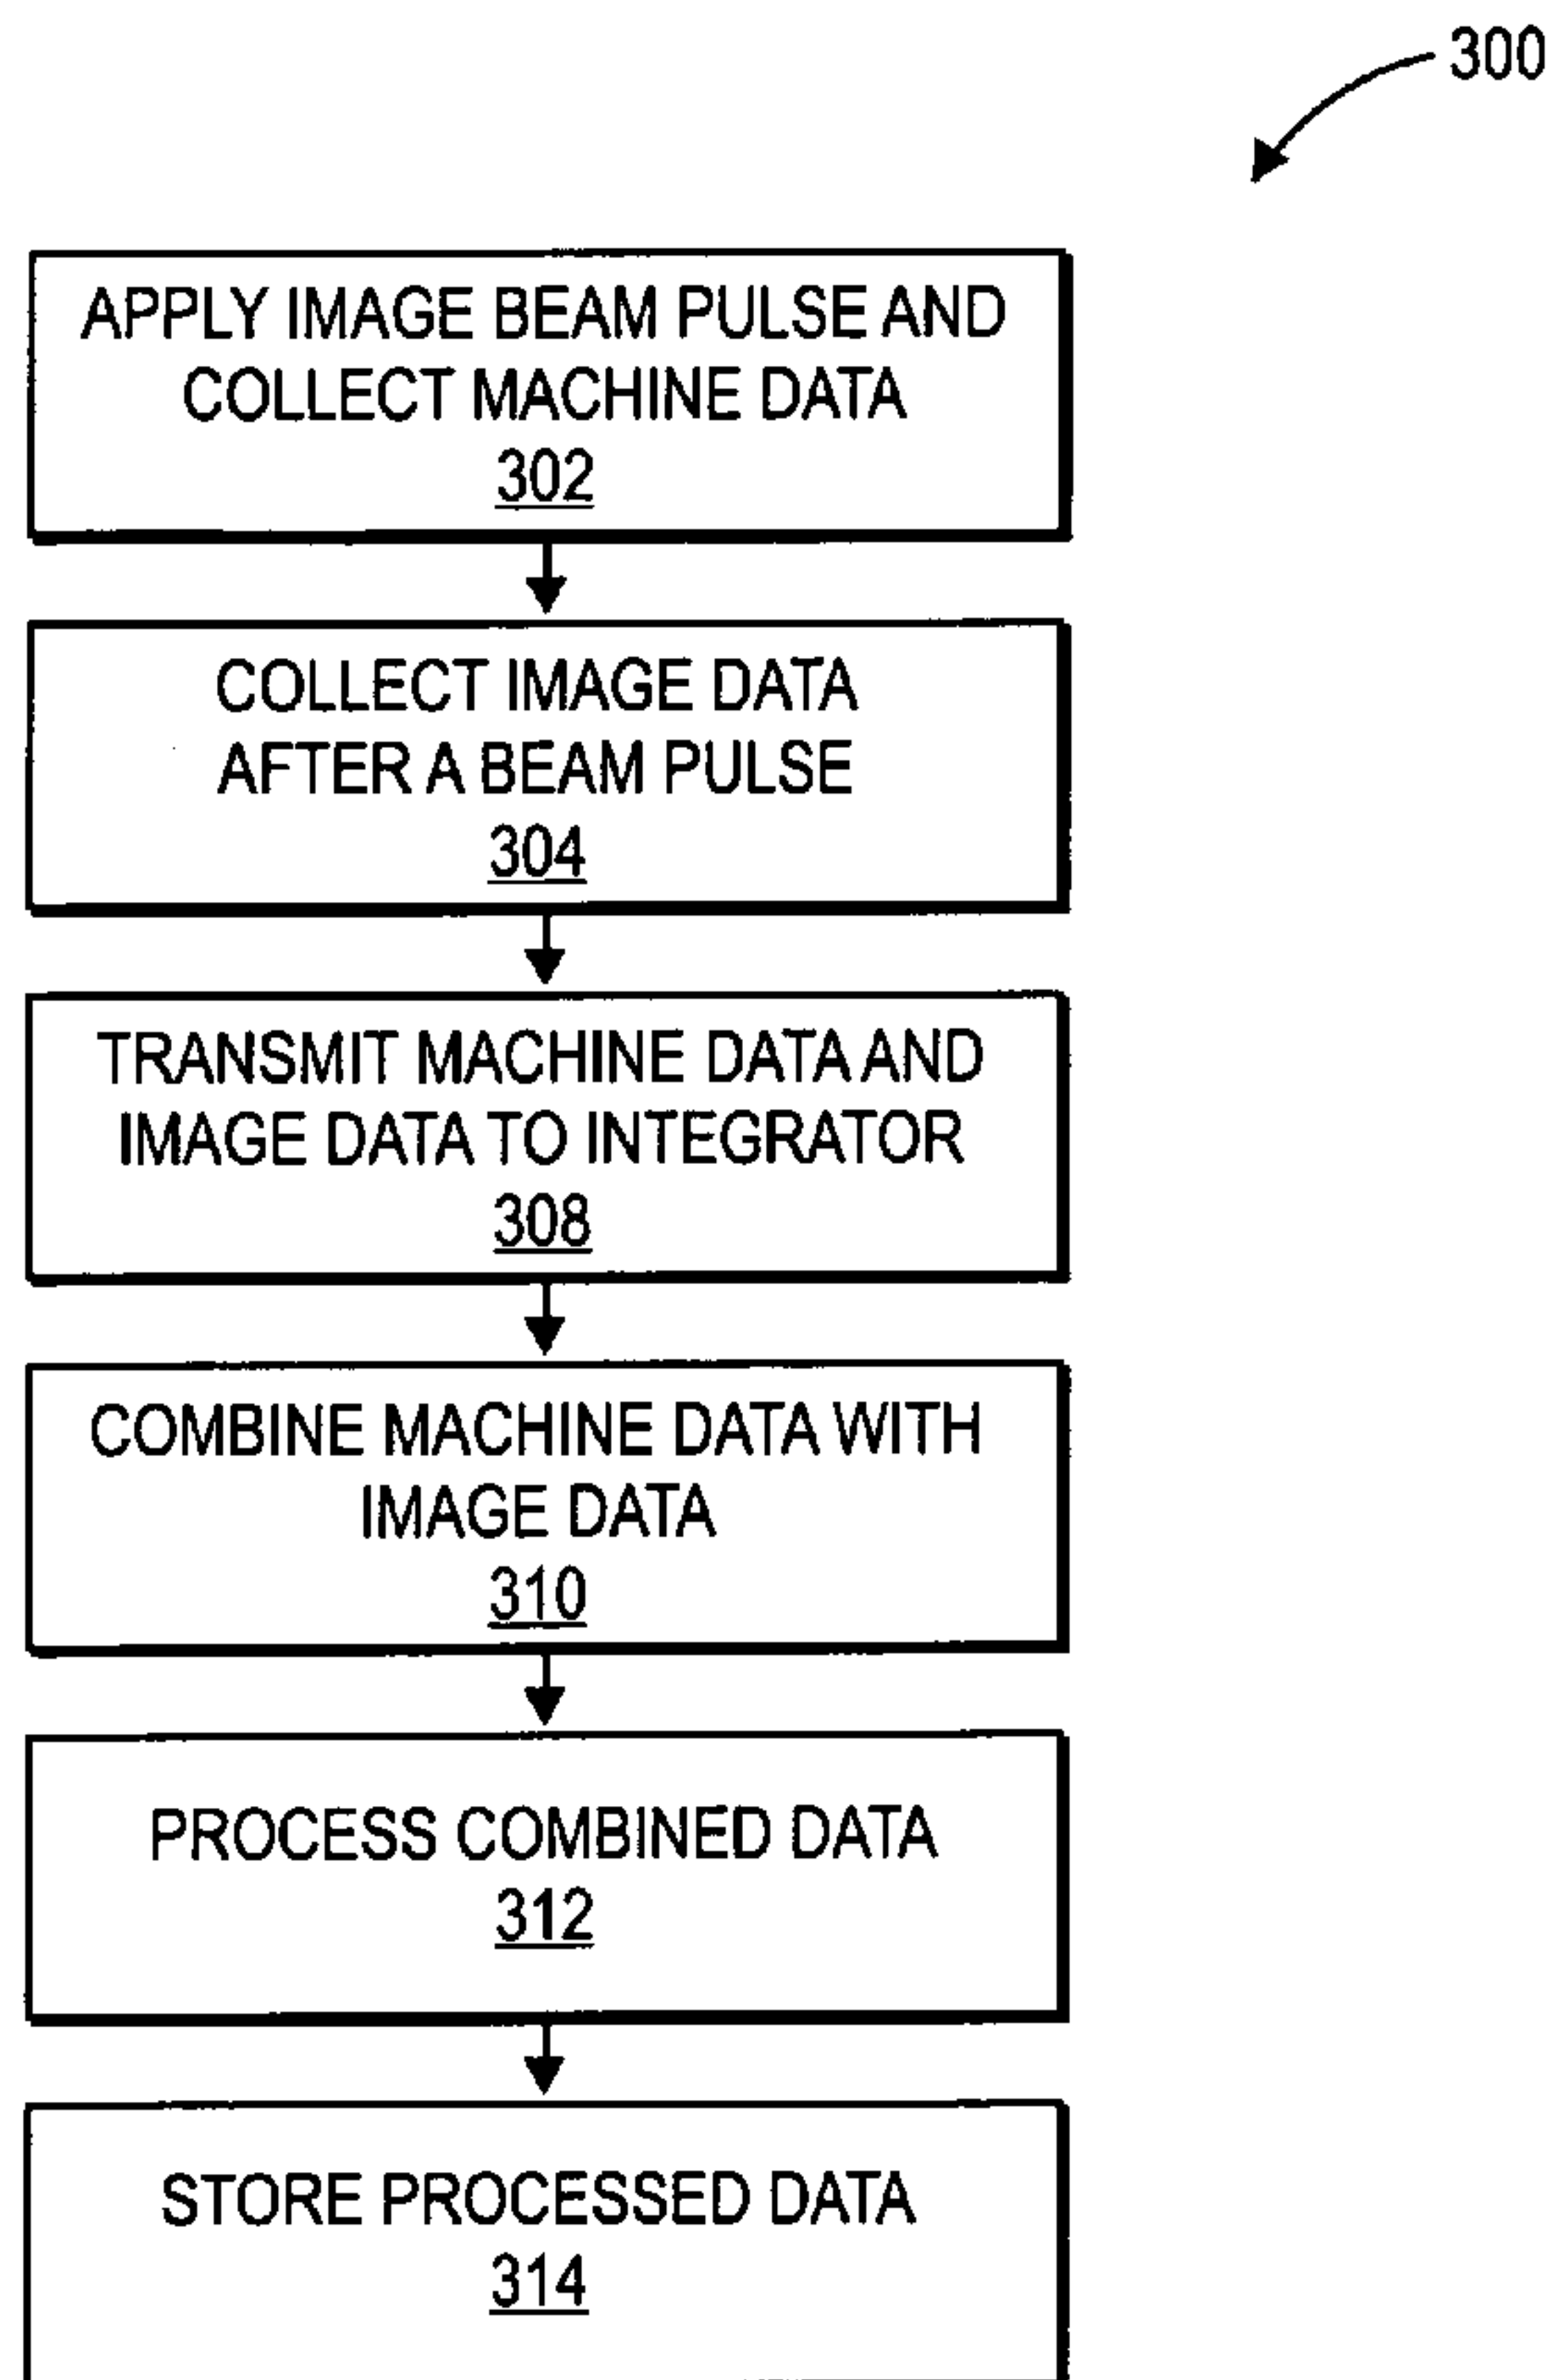 300
APPLY IMAGE BEAM PULSE AND
COLLECT MACHINE DATA
302
COLLECT IMAGE DATA
AFTER A BEAM PULSE
304
TRANSMIT MACHINE DATA AND
IMAGE DATA TO INTEGRATOR
308
COMBINE MACHINE DATA WITH
IMAGE DATA
310
PROCESS COMBINED DATA
312
STORE PROCESSED DATA
314